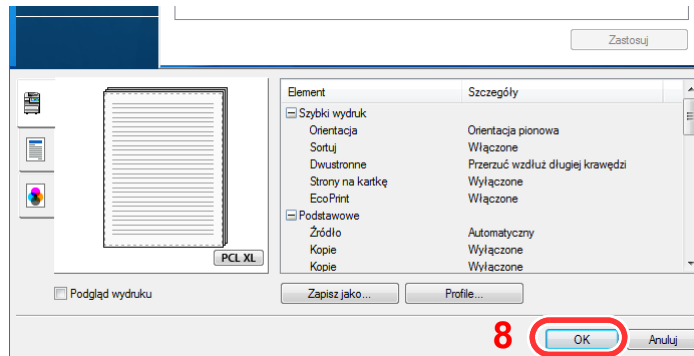 Zastosuj
Element Szczegóły
Szybki wydruk
Orientacja Orientacja pionowa
Sortuj Włączone
Dwustronne Przerzuć wzdłuż długiej krawędzi
Strony na kartkę Wyłączone
EcoPrint Włączone
Podstawowe
Źródło Automatyczny
Kopie Wyłączone
Kopie Wyłączone
PCL XL
Podgląd wydruku Zapisz jako... Profile...
8 OK Anuluj